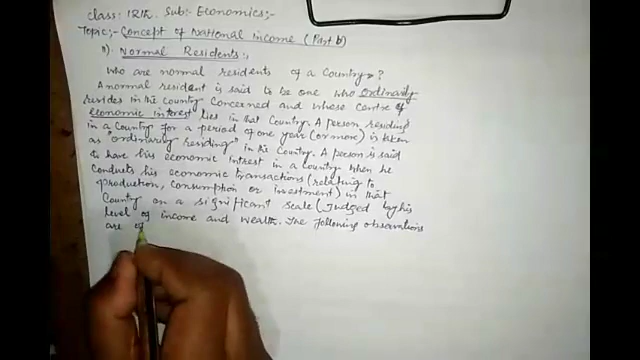 Class: 12th. Sub:- Economics;-
Topic;- Concept of National income (Part b)
11). Normal Residents:,
Who are normal residents of a country?
A normal resident is said to be one who ordinarily
resides in the country concerned and whose centre of
economic interest lies in that country. A person residing
in a country for a period of one year (or more) is taken
as "ordinarily residing" in the country. A person is said
to have his economic interest in a country when he
conducts his economic transactions (relating to
production, consumption or investment) in that
country on a significant scale (Judged by his
level of income and wealth. The following observations
are of